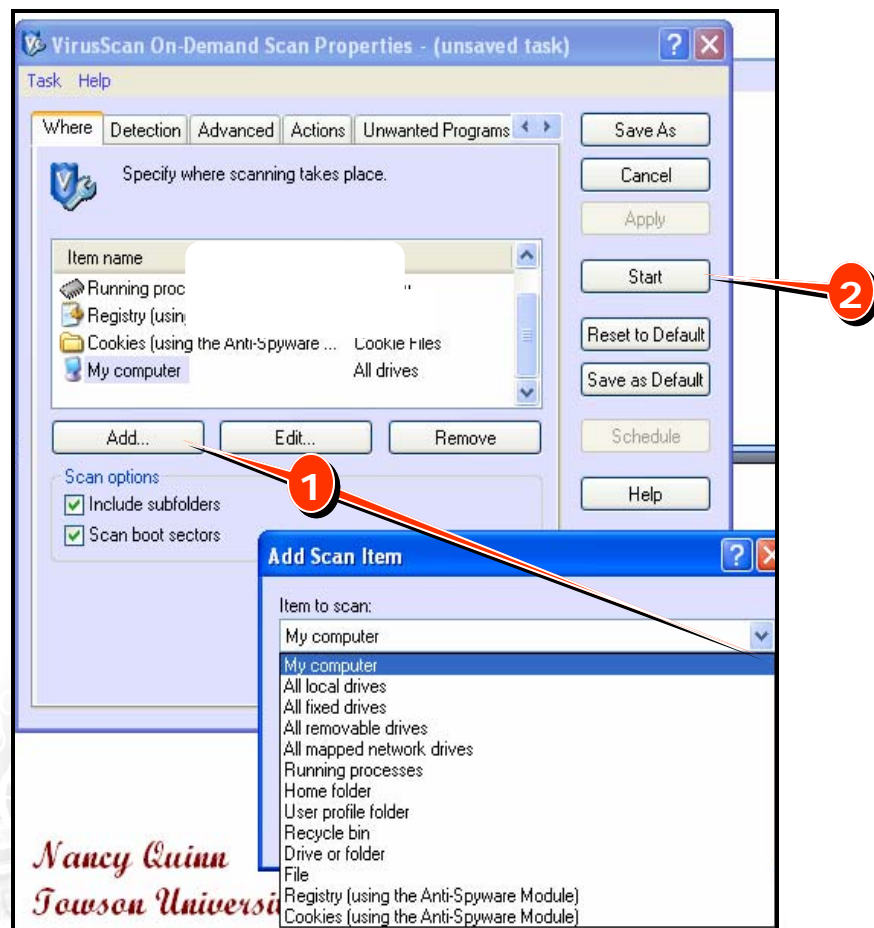 VirusScan On-Demand Scan Properties - (unsaved task)
Task Help
Where Detection Advanced Actions Unwanted Programs
Specify where scanning takes place.
Item name
Running proc
Registry (usin
Cookies (using the Anti-Spyware ... Cookie Files
My computer All drives
Add... Edit... Remove
Scan options
Include subfolders
Scan boot sectors
Save As
Cancel
Apply
Start
Reset to Default
Save as Default
Schedule
Help
1
2
Add Scan Item
Item to scan:
My computer
My computer
All local drives
All fixed drives
All removable drives
All mapped network drives
Running processes
Home folder
User profile folder
Recycle bin
Drive or folder
File
Registry (using the Anti-Spyware Module)
Cookies (using the Anti-Spyware Module)
Nancy Quinn
Towson Universit